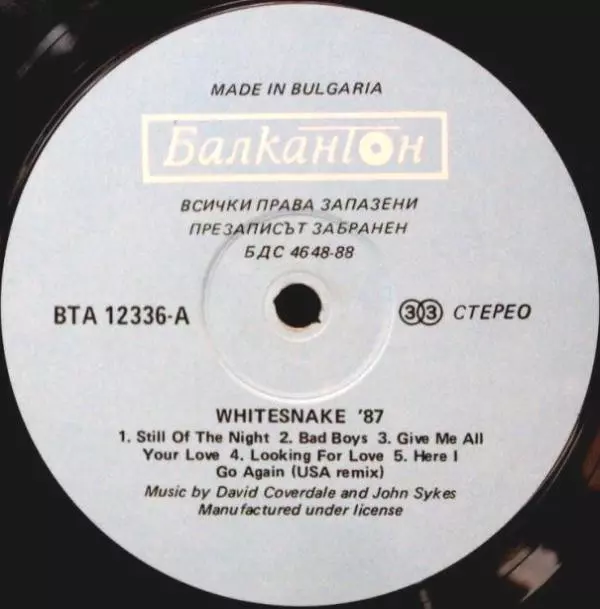 MADE IN BULGARIA
Балкантон
ВСИЧКИ ПРАВА ЗАПАЗЕНИ
ПРЕЗАПИСЪТ ЗАБРАНЕН
БДС 4648-88
ВТА 12336-А
33 СТЕРЕО
WHITESNAKE '87
1. Still Of The Night 2. Bad Boys 3. Give Me All
Your Love 4. Looking For Love 5. Here I
Go Again (USA remix)
Music by David Coverdale and John Sykes
Manufactured under license